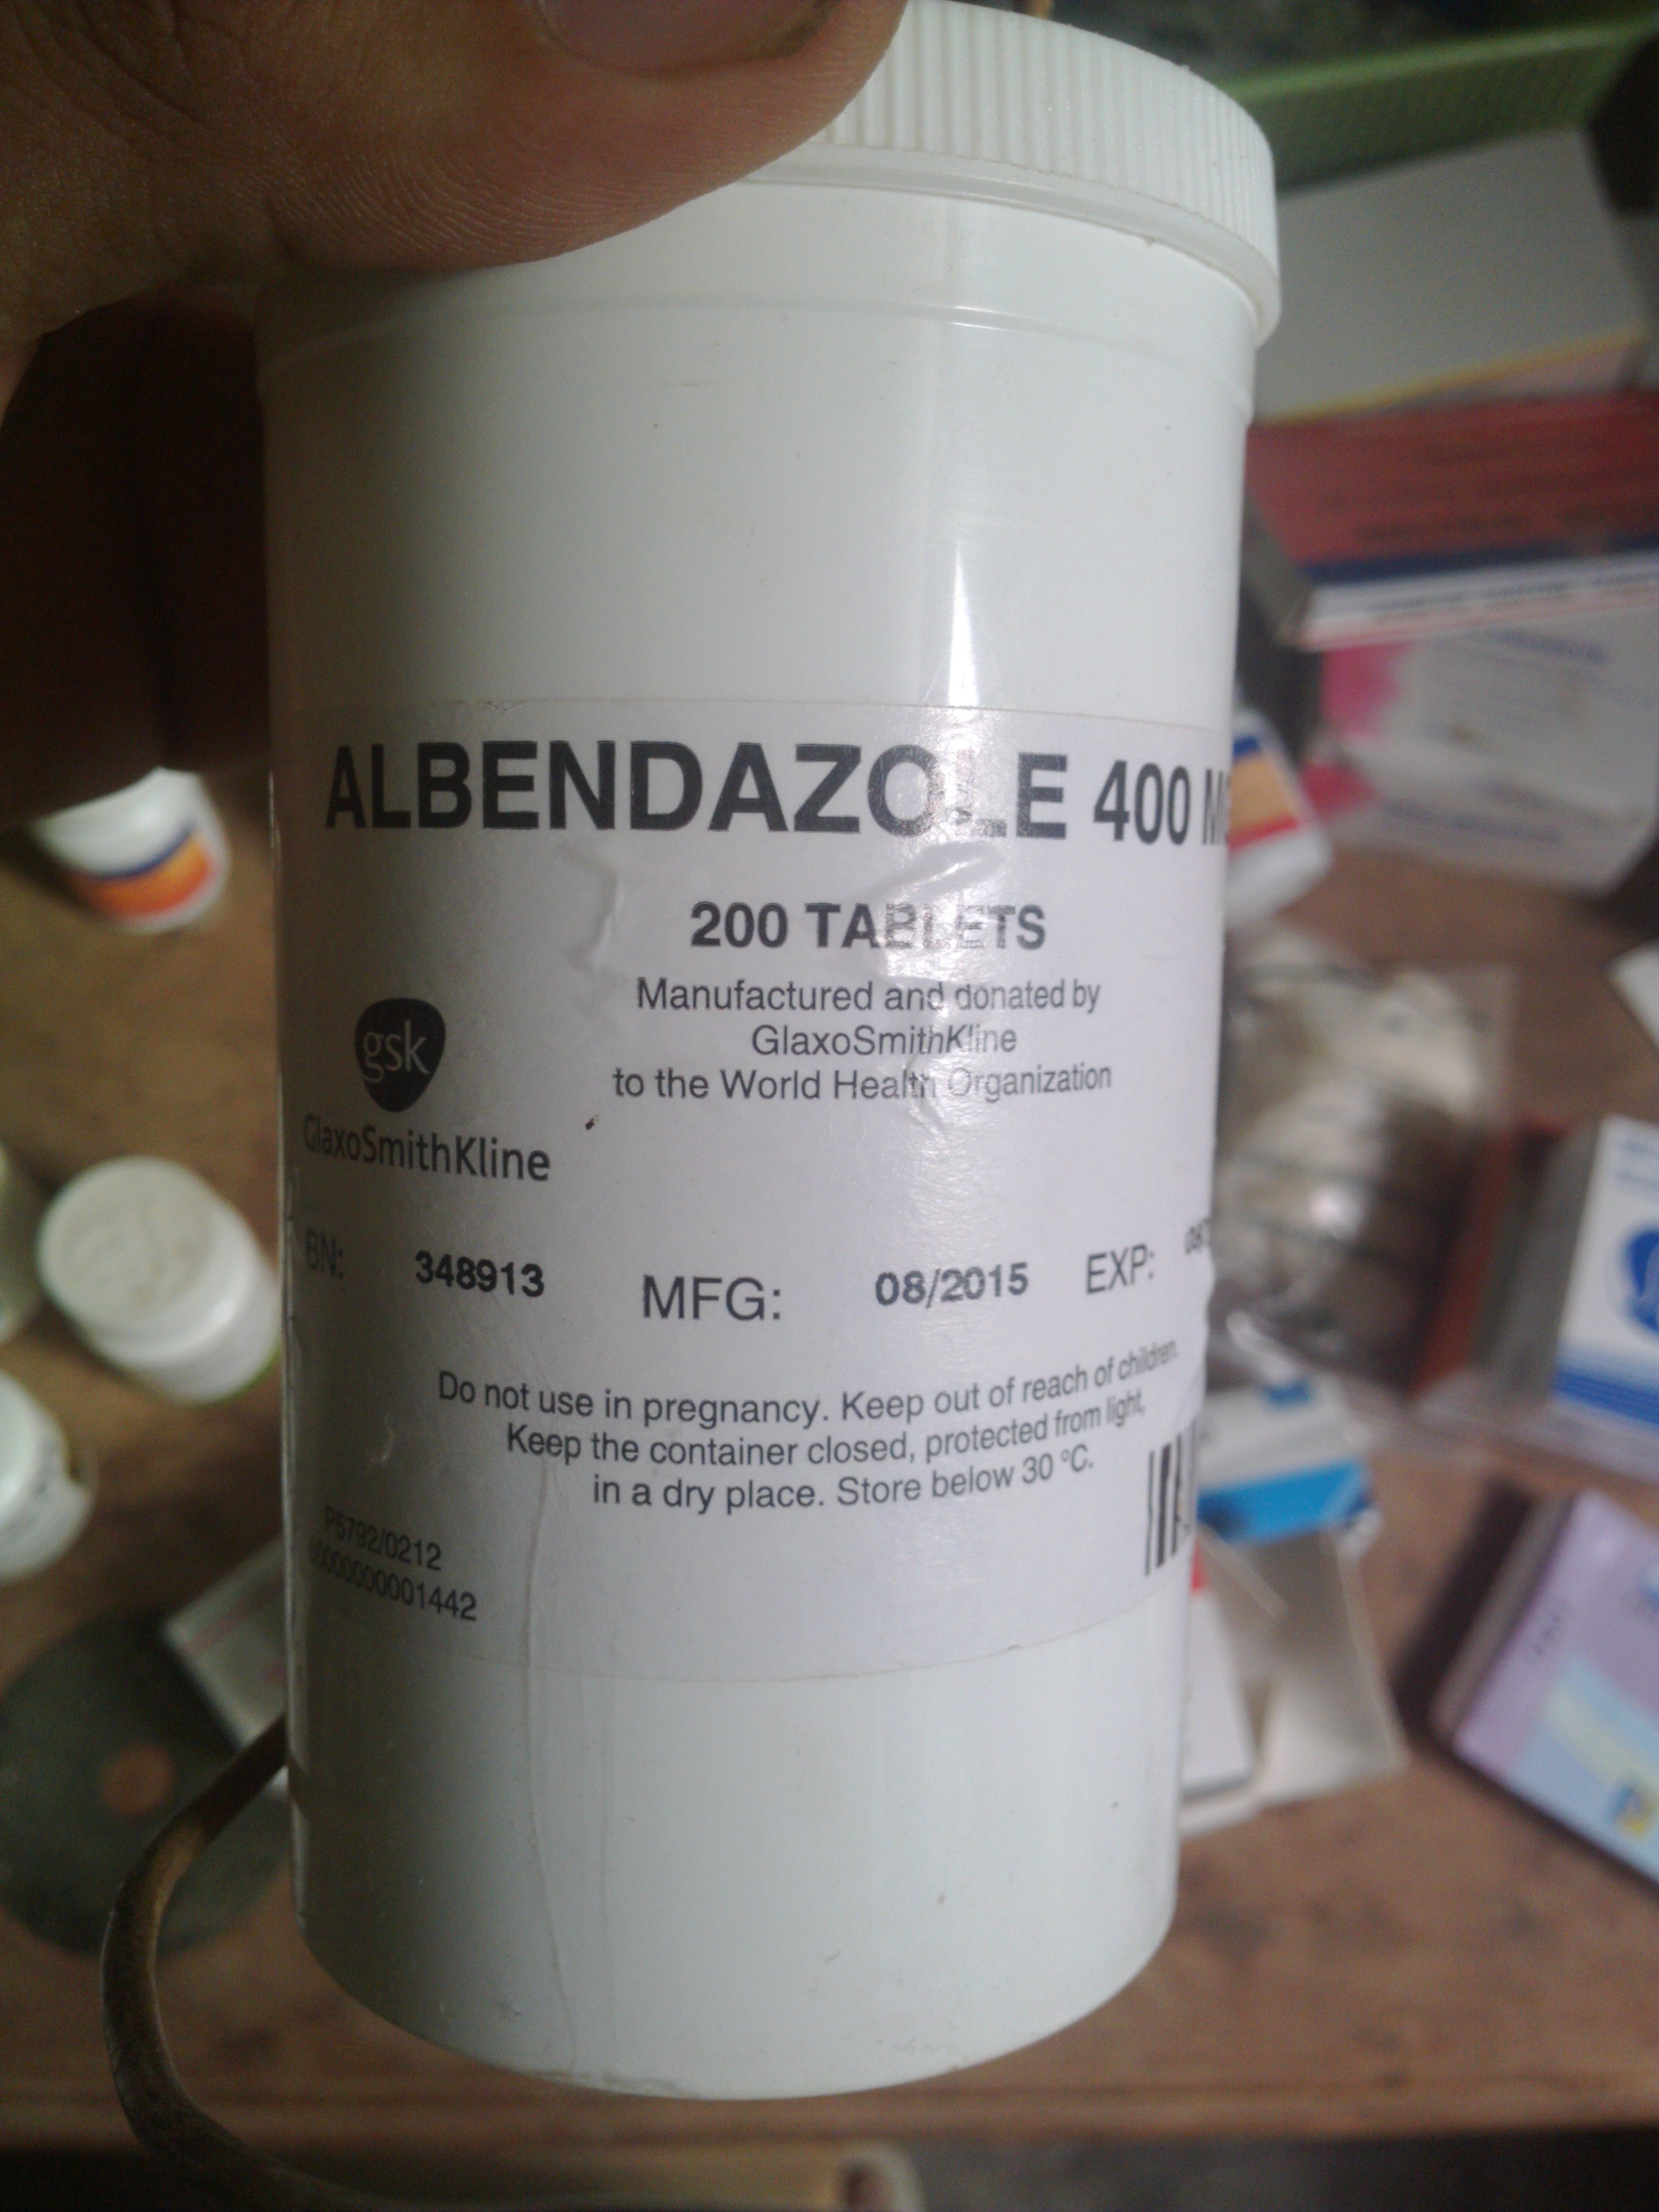 ALBENDAZOLE 400 M
200 TABLETS
Manufactured and donated by
GlaxoSmithKline
to the World Health Organization
gsk
GlaxoSmithKline
BN: 348913 MFG: 08/2015 EXP: 08/
Do not use in pregnancy. Keep out of reach of children.
Keep the container closed, protected from light,
in a dry place. Store below 30 °C.
P5792/0212
60000000001442